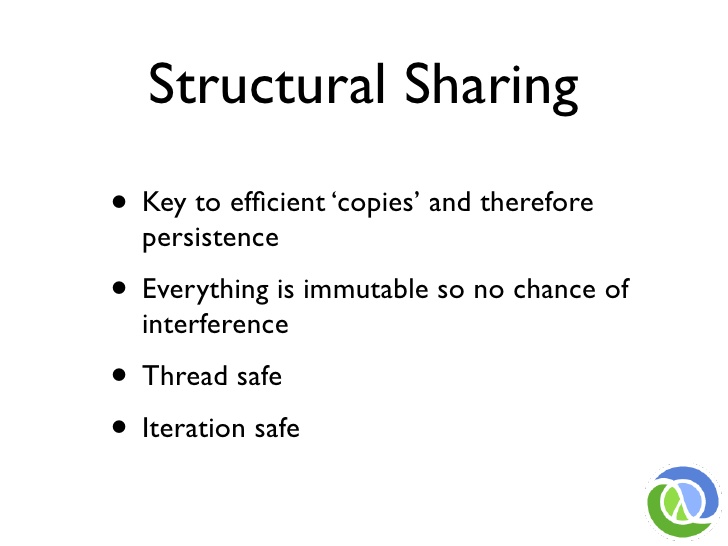 Structural Sharing
• Key to efficient ‘copies’ and therefore
persistence
• Everything is immutable so no chance of
interference
• Thread safe
• Iteration safe